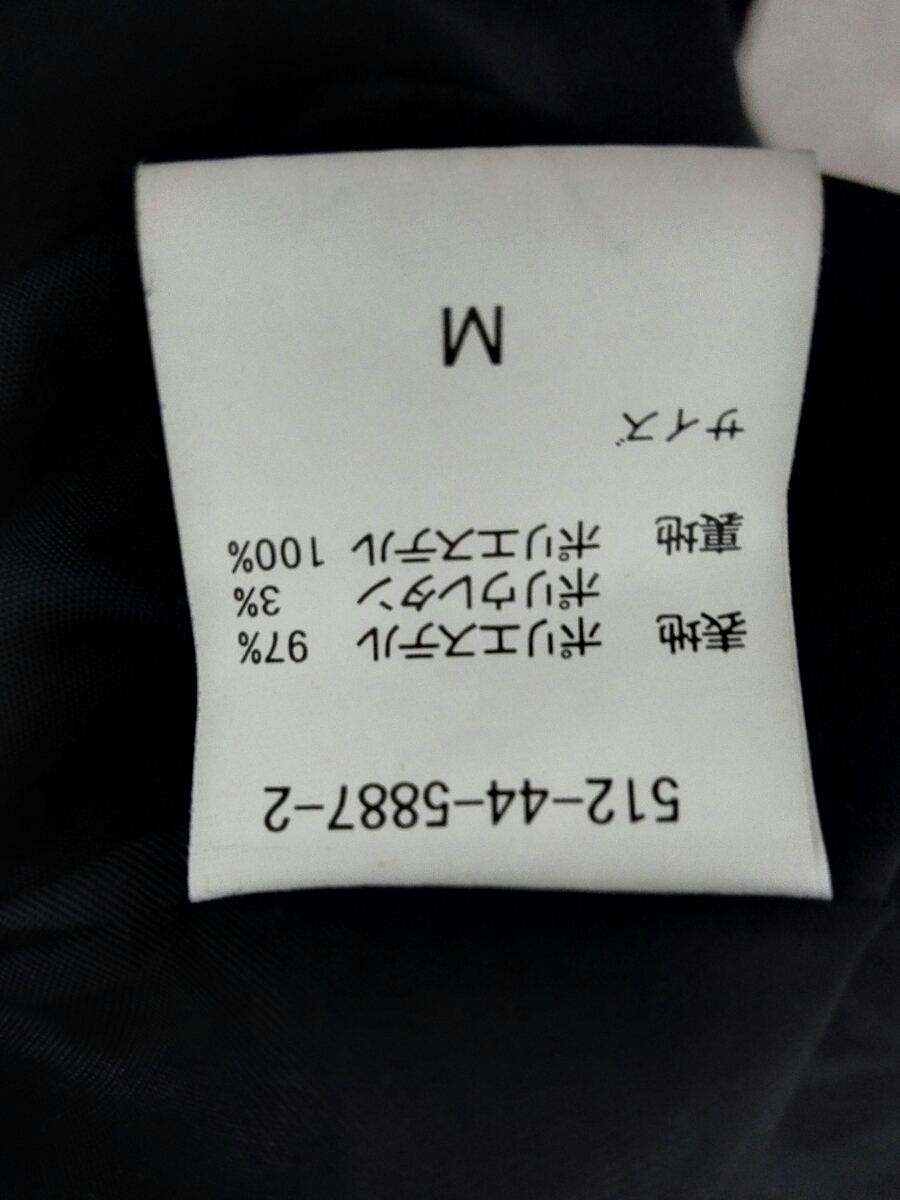 512-44-5887-2
表地 ポリエステル 97%
ポリウレタン 3%
裏地 ポリエステル 100%
サイズ
M